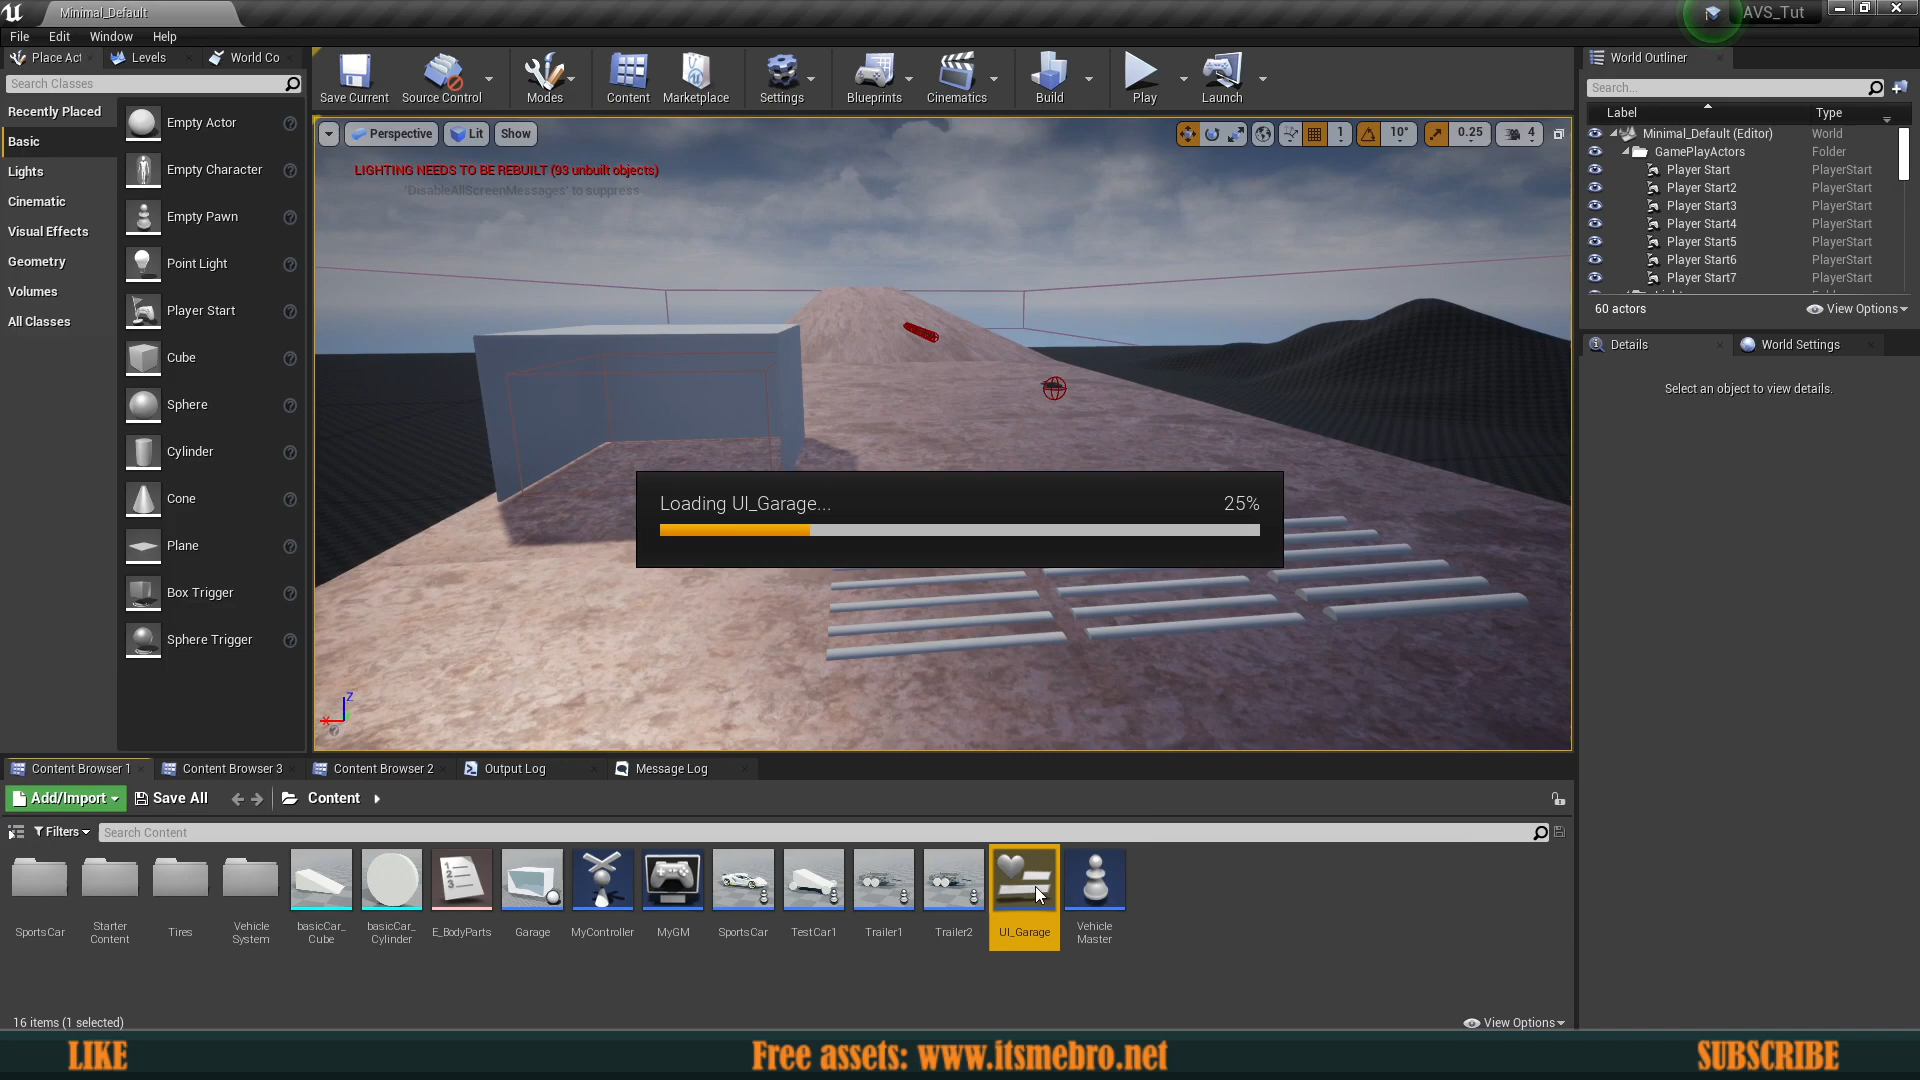 Minimal_Default
AVS_Tut
File Edit Window Help
Place Act Levels World Co
Search Classes
Recently Placed
Basic
Lights
Cinematic
Visual Effects
Geometry
Volumes
All Classes
Empty Actor
Empty Character
Empty Pawn
Point Light
Player Start
Cube
Sphere
Cylinder
Cone
Plane
Box Trigger
Sphere Trigger
Save Current Source Control Modes Content Marketplace Settings Blueprints Cinematics Build Play Launch
Perspective Lit Show
1 10° 0.25 4
LIGHTING NEEDS TO BE REBUILT (93 unbuilt objects)
'DisableAllScreenMessages' to suppress
Loading UI_Garage... 25%
Z
X
World Outliner
Search...
Label Type
Minimal_Default (Editor) World
GamePlayActors Folder
Player Start PlayerStart
Player Start2 PlayerStart
Player Start3 PlayerStart
Player Start4 PlayerStart
Player Start5 PlayerStart
Player Start6 PlayerStart
Player Start7 PlayerStart
60 actors View Options
Details World Settings
Select an object to view details.
Content Browser 1 Content Browser 3 Content Browser 2 Output Log Message Log
Add/Import Save All Content
Filters Search Content
SportsCar
Starter Content
Tires
Vehicle System
basicCar_Cube
basicCar_Cylinder
E_BodyParts
Garage
MyController
MyGM
SportsCar
TestCar1
Trailer1
Trailer2
UI_Garage
Vehicle Master
16 items (1 selected) View Options
LIKE Free assets: www.itsmebro.net SUBSCRIBE